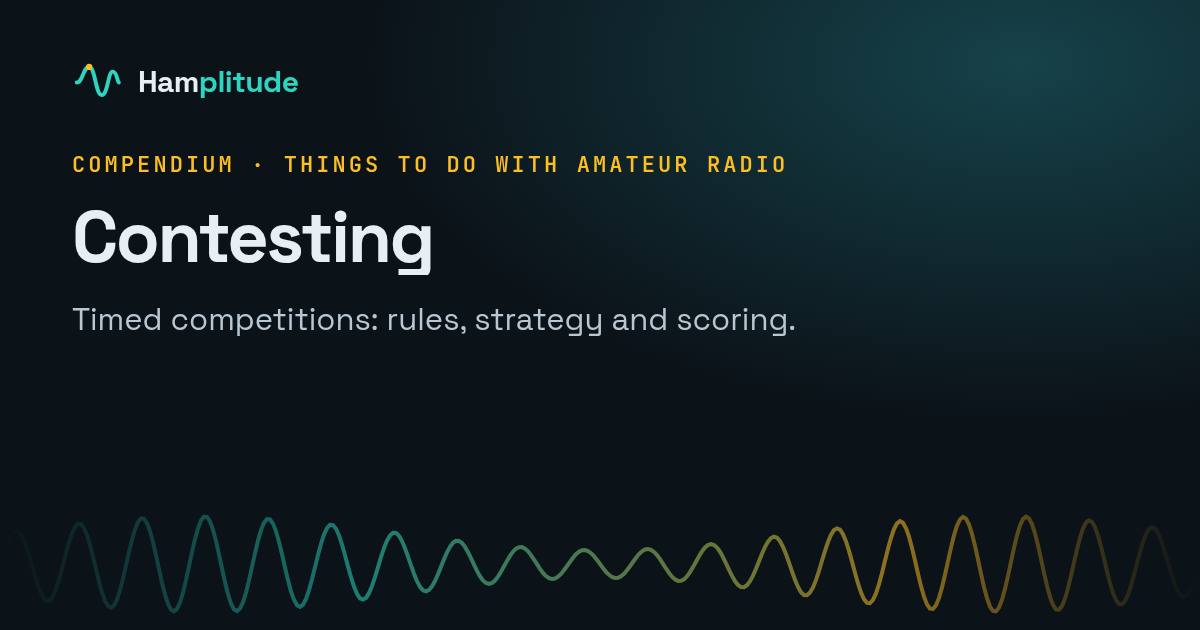 Hamplitude
COMPENDIUM · THINGS TO DO WITH AMATEUR RADIO
Contesting
Timed competitions: rules, strategy and scoring.